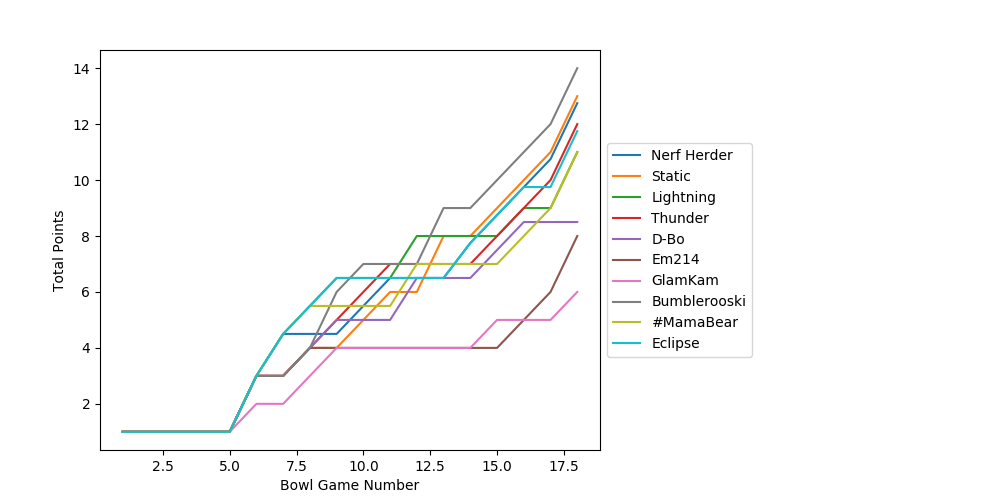 14
12
10
8
6
4
2
2.5 5.0 7.5 10.0 12.5 15.0 17.5
Total Points
Bowl Game Number
Nerf Herder
Static
Lightning
Thunder
D-Bo
Em214
GlamKam
Bumblerooski
#MamaBear
Eclipse